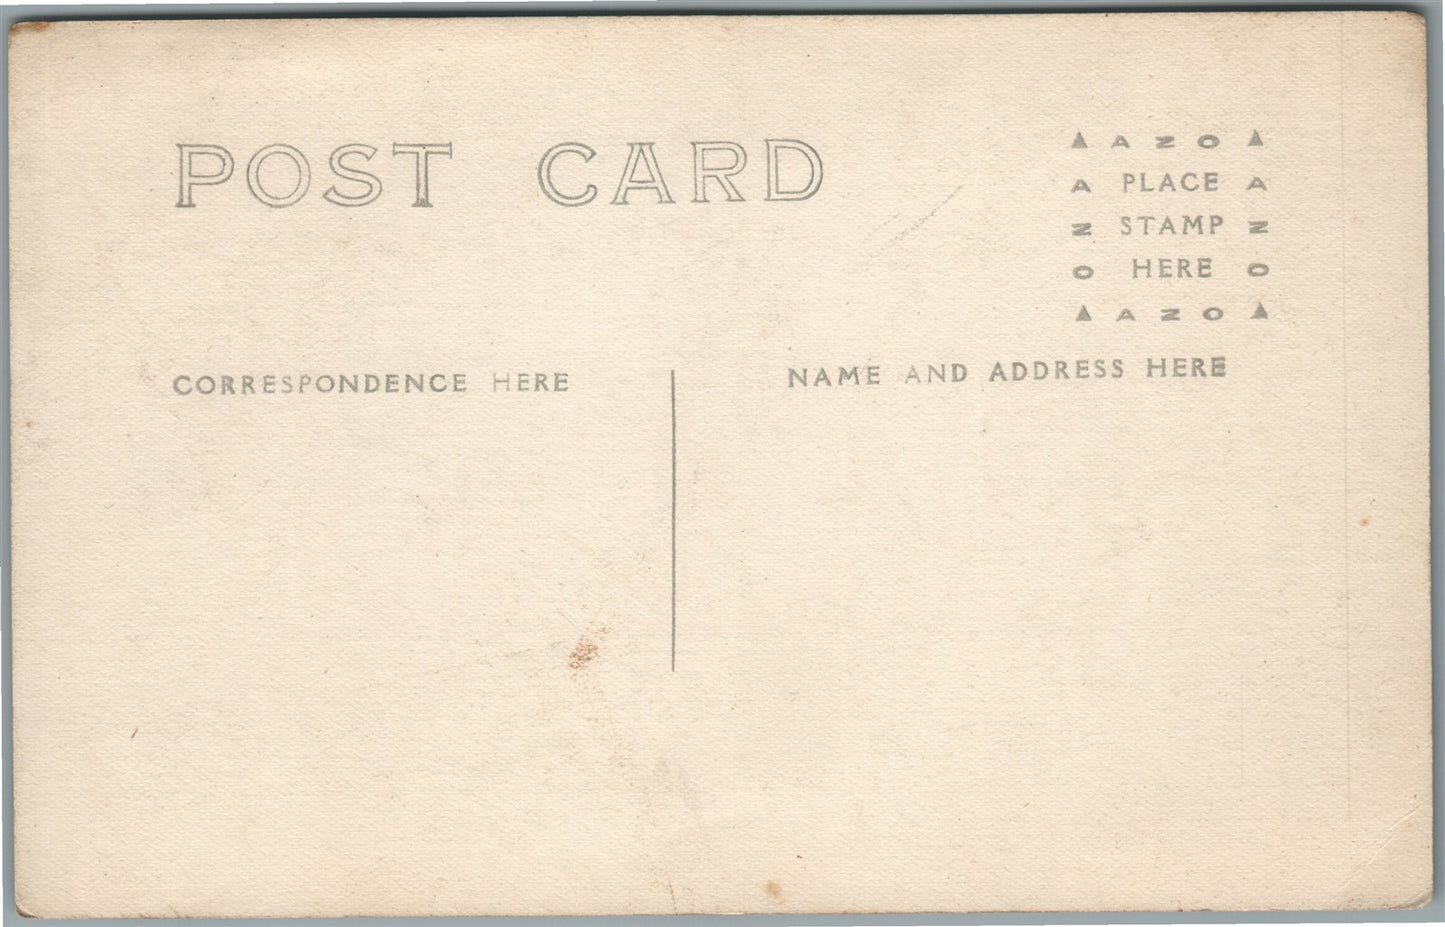 POST CARD
▲ AZO ▲
A PLACE A
Z STAMP Z
O HERE O
▲ AZO ▲
CORRESPONDENCE HERE
NAME AND ADDRESS HERE